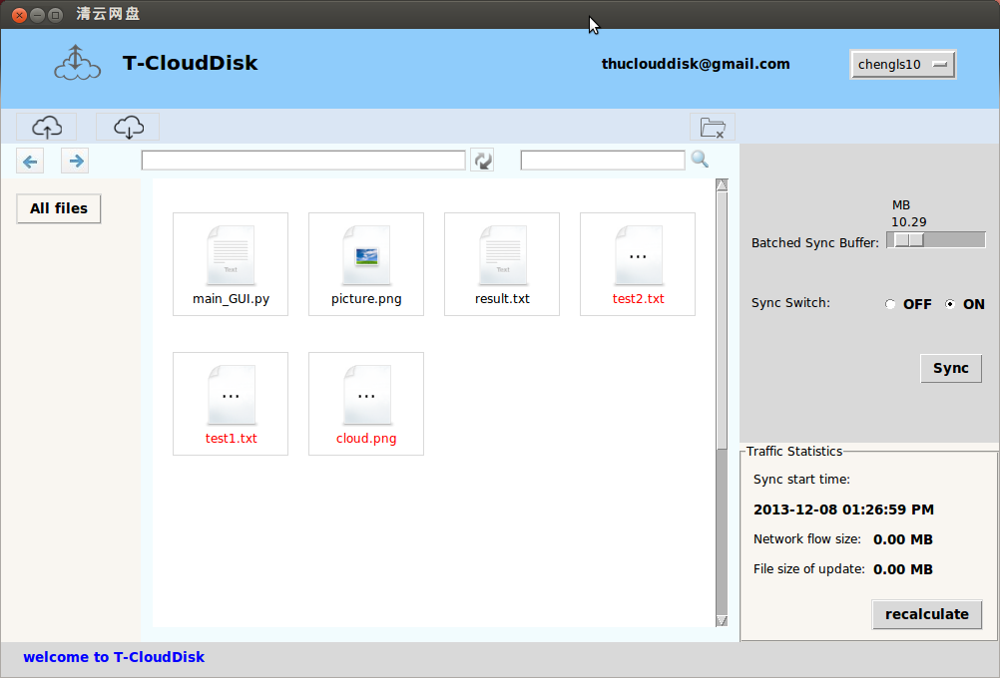 清云网盘
T-CloudDisk
thuclouddisk@gmail.com
chengls10
All files
Text
main_GUI.py
picture.png
Text
result.txt
...
test2.txt
...
test1.txt
...
cloud.png
MB
10.29
Batched Sync Buffer:
Sync Switch:
OFF
ON
Sync
Traffic Statistics
Sync start time:
2013-12-08 01:26:59 PM
Network flow size: 0.00 MB
File size of update: 0.00 MB
recalculate
welcome to T-CloudDisk